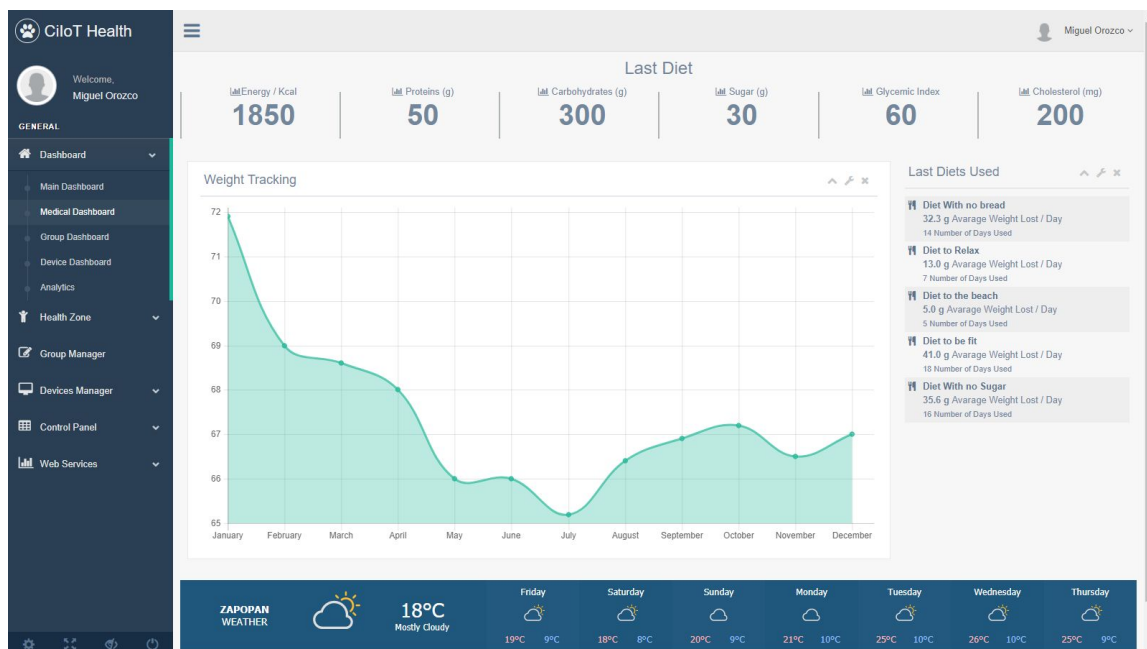 CiIoT Health
Welcome,
Miguel Orozco
GENERAL
Dashboard
Main Dashboard
Medical Dashboard
Group Dashboard
Device Dashboard
Analytics
Health Zone
Group Manager
Devices Manager
Control Panel
Web Services
Miguel Orozco
Last Diet
Energy / Kcal
1850
Proteins (g)
50
Carbohydrates (g)
300
Sugar (g)
30
Glycemic Index
60
Cholesterol (mg)
200
Weight Tracking
72
71
70
69
68
67
66
65
January February March April May June July August September October November December
Last Diets Used
Diet With no bread
32.3 g Avarage Weight Lost / Day
14 Number of Days Used
Diet to Relax
13.0 g Avarage Weight Lost / Day
7 Number of Days Used
Diet to the beach
5.0 g Avarage Weight Lost / Day
5 Number of Days Used
Diet to be fit
41.0 g Avarage Weight Lost / Day
18 Number of Days Used
Diet With no Sugar
35.6 g Avarage Weight Lost / Day
16 Number of Days Used
ZAPOPAN
WEATHER
18°C
Mostly Cloudy
Friday
19°C 9°C
Saturday
18°C 8°C
Sunday
20°C 9°C
Monday
21°C 10°C
Tuesday
25°C 10°C
Wednesday
26°C 10°C
Thursday
25°C 9°C